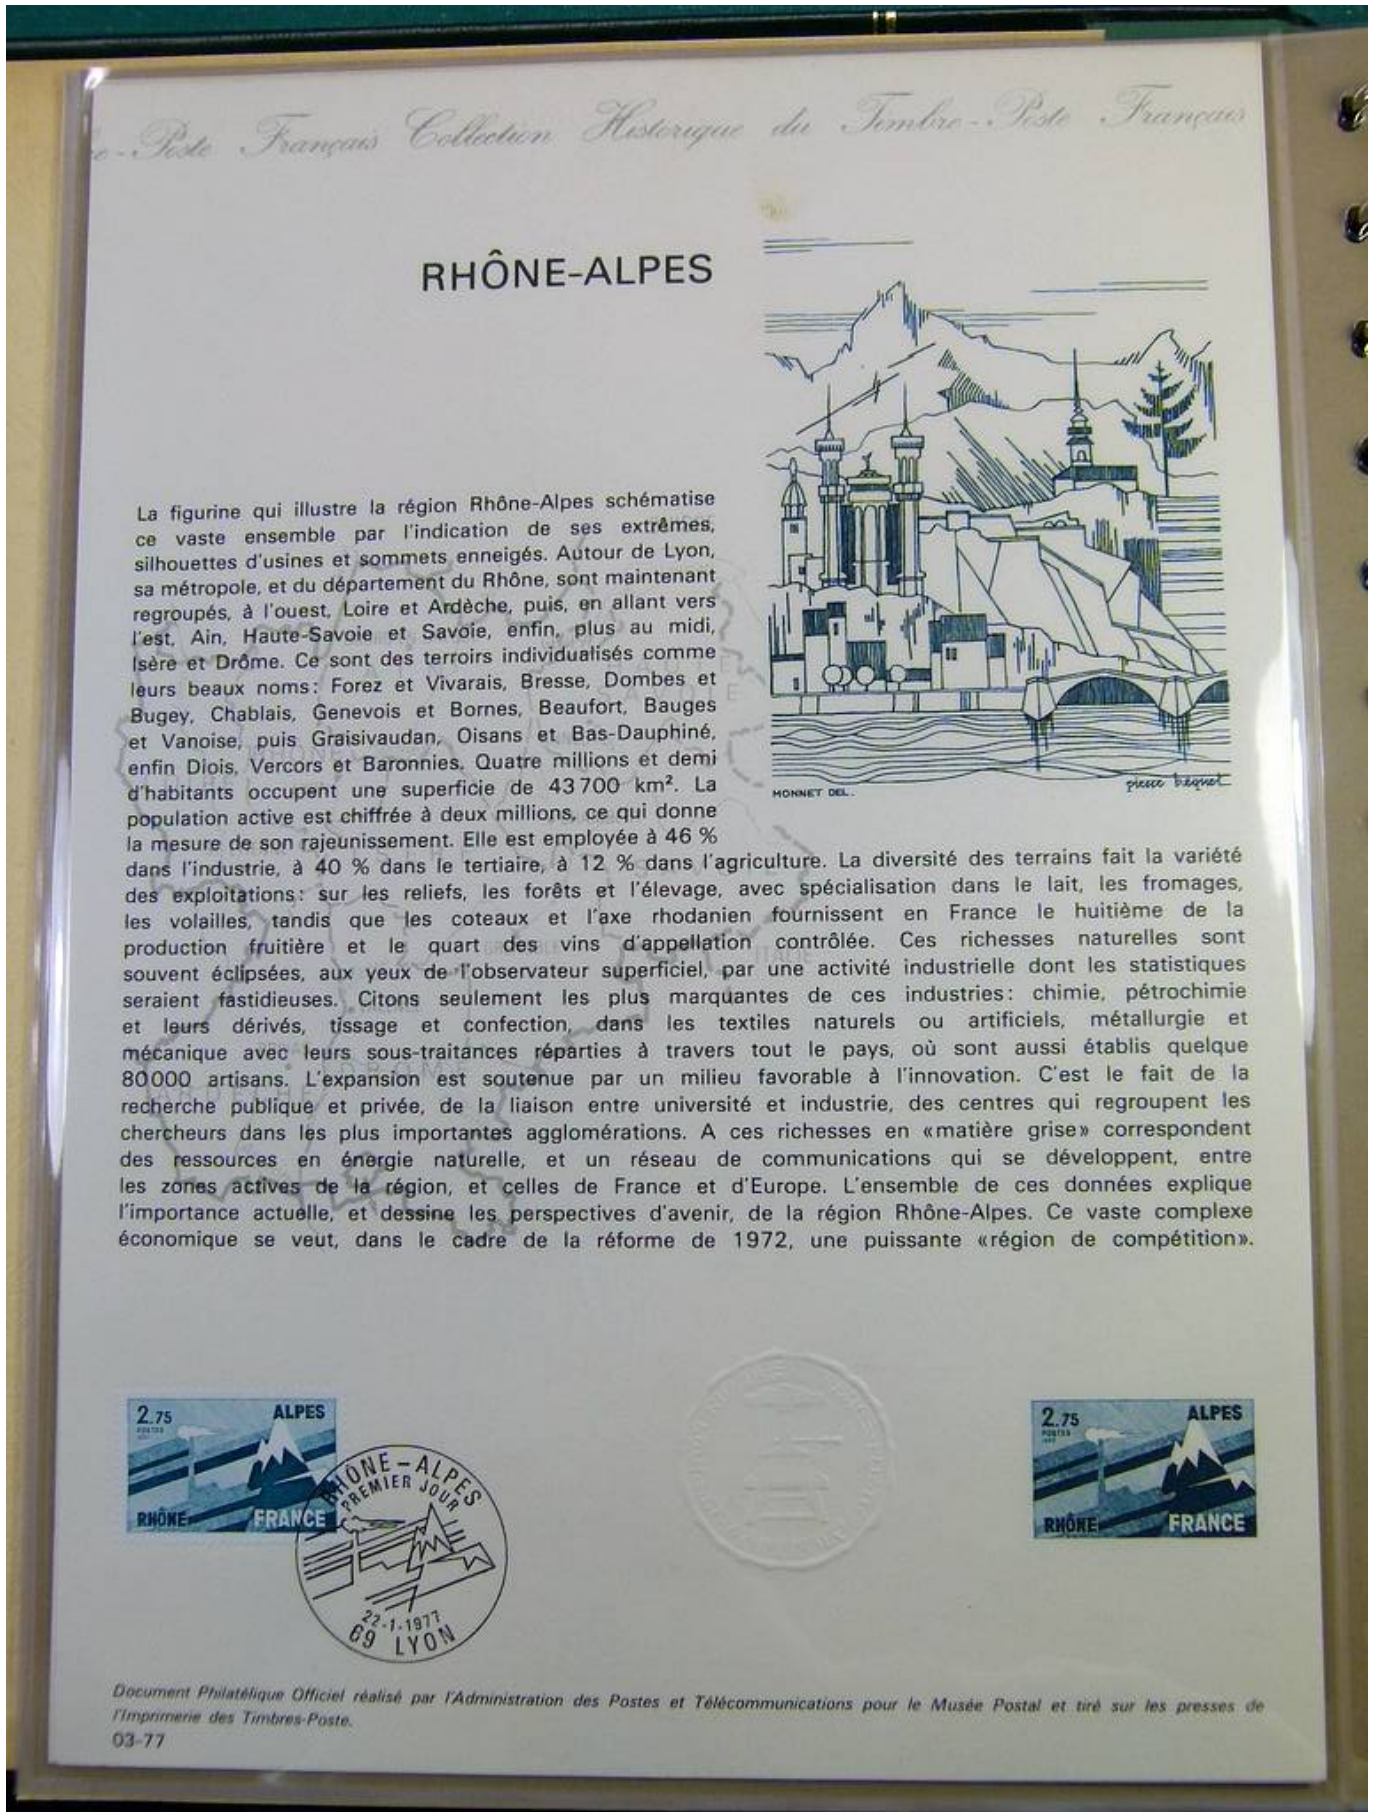 e-Poste Français Collection Historique du Timbre-Poste Français
RHÔNE-ALPES
MONNET DEL.
pierre bequet
La figurine qui illustre la région Rhône-Alpes schématise
ce vaste ensemble par l'indication de ses extrêmes,
silhouettes d'usines et sommets enneigés. Autour de Lyon,
sa métropole, et du département du Rhône, sont maintenant
regroupés, à l'ouest, Loire et Ardèche, puis, en allant vers
l'est, Ain, Haute-Savoie et Savoie, enfin, plus au midi,
Isère et Drôme. Ce sont des terroirs individualisés comme
leurs beaux noms: Forez et Vivarais, Bresse, Dombes et
Bugey, Chablais, Genevois et Bornes, Beaufort, Bauges
et Vanoise, puis Graisivaudan, Oisans et Bas-Dauphiné,
enfin Diois, Vercors et Baronnies. Quatre millions et demi
d'habitants occupent une superficie de 43700 km². La
population active est chiffrée à deux millions, ce qui donne
la mesure de son rajeunissement. Elle est employée à 46 %
dans l'industrie, à 40 % dans le tertiaire, à 12 % dans l'agriculture. La diversité des terrains fait la variété
des exploitations: sur les reliefs, les forêts et l'élevage, avec spécialisation dans le lait, les fromages,
les volailles, tandis que les coteaux et l'axe rhodanien fournissent en France le huitième de la
production fruitière et le quart des vins d'appellation contrôlée. Ces richesses naturelles sont
souvent éclipsées, aux yeux de l'observateur superficiel, par une activité industrielle dont les statistiques
seraient fastidieuses. Citons seulement les plus marquantes de ces industries: chimie, pétrochimie
et leurs dérivés, tissage et confection, dans les textiles naturels ou artificiels, métallurgie et
mécanique avec leurs sous-traitances réparties à travers tout le pays, où sont aussi établis quelque
80000 artisans. L'expansion est soutenue par un milieu favorable à l'innovation. C'est le fait de la
recherche publique et privée, de la liaison entre université et industrie, des centres qui regroupent les
chercheurs dans les plus importantes agglomérations. A ces richesses en «matière grise» correspondent
des ressources en énergie naturelle, et un réseau de communications qui se développent, entre
les zones actives de la région, et celles de France et d'Europe. L'ensemble de ces données explique
l'importance actuelle, et dessine les perspectives d'avenir, de la région Rhône-Alpes. Ce vaste complexe
économique se veut, dans le cadre de la réforme de 1972, une puissante «région de compétition».
2.75 ALPES
POSTES
RHÔNE FRANCE
RHÔNE-ALPES
PREMIER JOUR
22-1-1977
69 LYON
2.75 ALPES
POSTES
RHÔNE FRANCE
Document Philatélique Officiel réalisé par l'Administration des Postes et Télécommunications pour le Musée Postal et tiré sur les presses de
l'Imprimerie des Timbres-Poste.
03-77